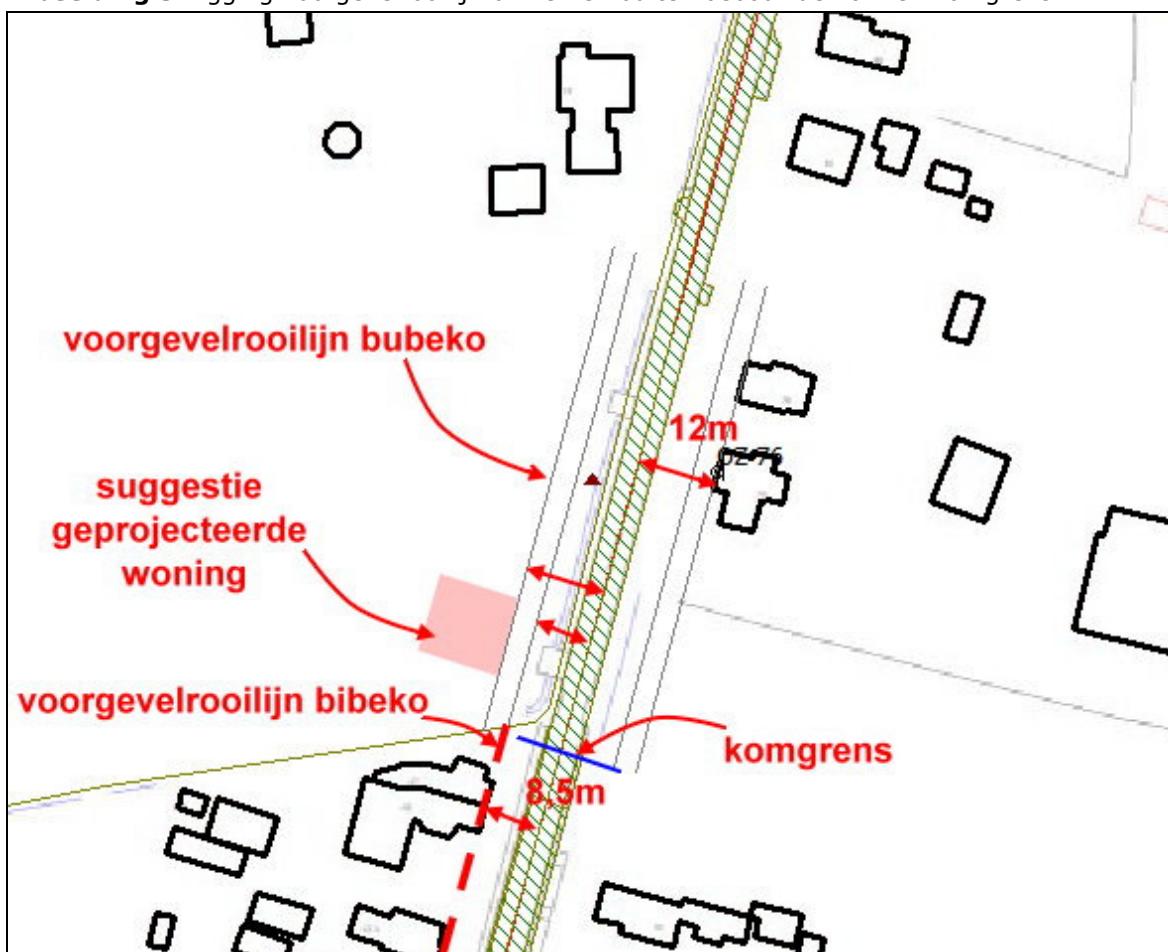 voorgevelrooilijn bubeko
12m
suggestie
geprojecteerde
woning
voorgevelrooilijn bibeko
komgrens
8,5m